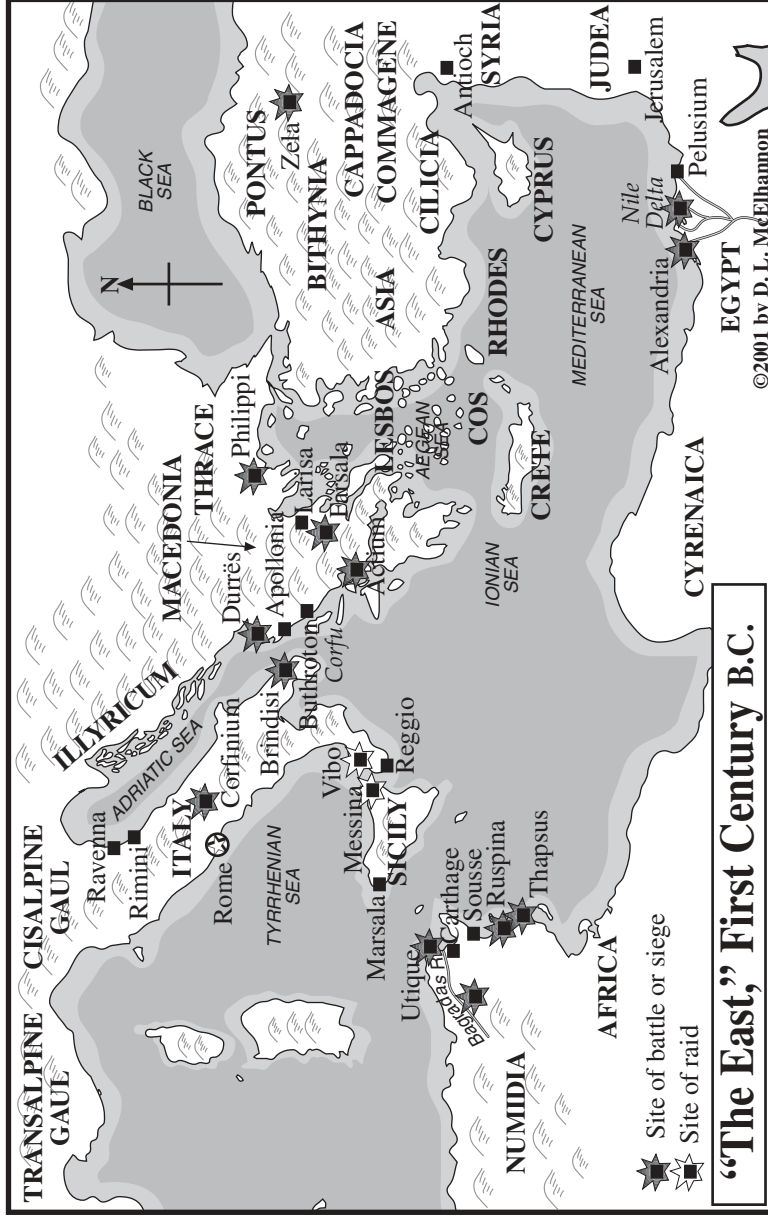 TRANSALPINE
GAUL
CISALPINE
GAUL
Ravenna
Rimini
ITALY
Rome
Corfinium
ADRIATIC SEA
ILLYRICUM
TYRRHENIAN
SEA
Brindisi
Vibo
Messina
Reggio
SICILY
Marsala
Durrës
Apollonia
Buthroton
Corfu
MACEDONIA
THRACE
Philippi
Larisa
Farsala
Actium
LESBOS
AEGEAN
SEA
COS
RHODES
CRETE
IONIAN
SEA
BLACK
SEA
N
PONTUS
Zela
BITHYNIA
ASIA
CAPPADOCIA
COMMAGENE
CILICIA
Antioch
SYRIA
CYPRUS
MEDITERRANEAN
SEA
JUDEA
Jerusalem
Pelusium
Nile
Delta
Alexandria
EGYPT
CYRENAICA
Utique
Carthage
Sousse
Ruspina
Thapsus
Bagradas R.
AFRICA
NUMIDIA
Site of battle or siege
Site of raid
“The East,” First Century B.C.
©2001 by D. L. McElhannon